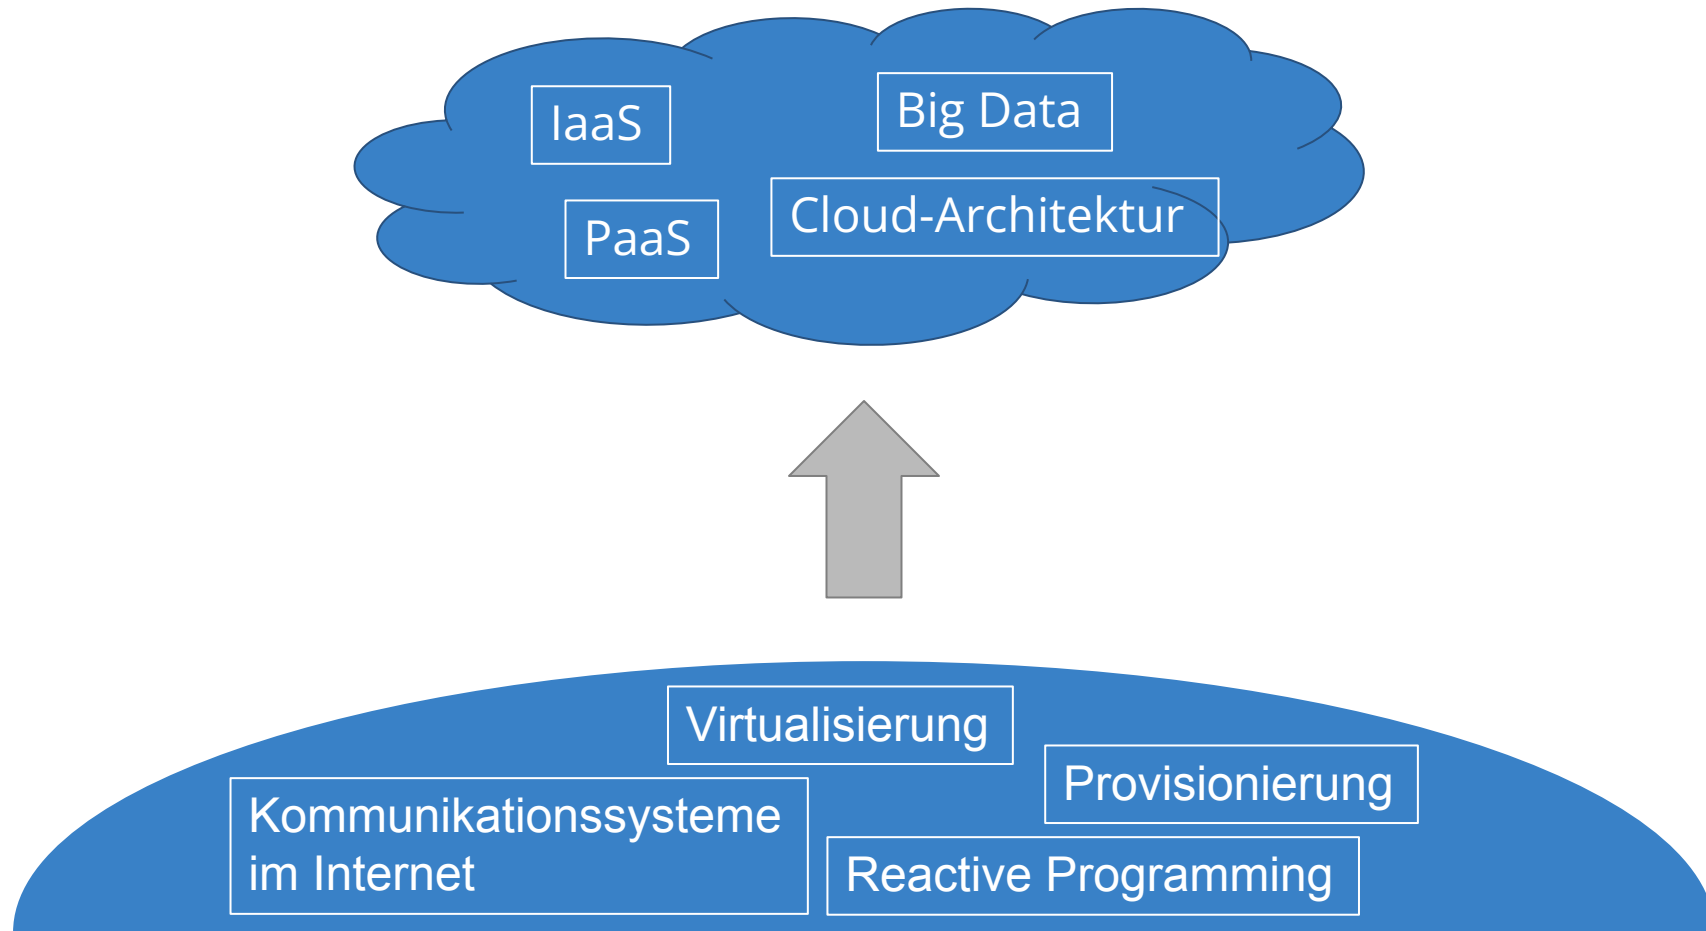 IaaS
Big Data
PaaS
Cloud-Architektur
Virtualisierung
Provisionierung
Kommunikationssysteme
im Internet
Reactive Programming